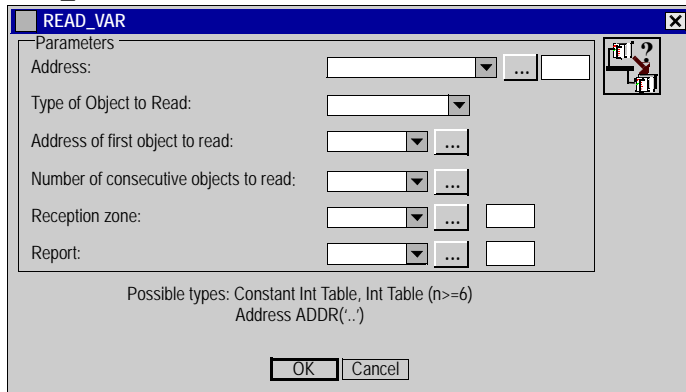 READ_VAR
Parameters
Address:
...
Type of Object to Read:
Address of first object to read:
...
Number of consecutive objects to read:
...
Reception zone:
...
Report:
...
Possible types: Constant Int Table, Int Table (n>=6)
Address ADDR('..')
OK Cancel